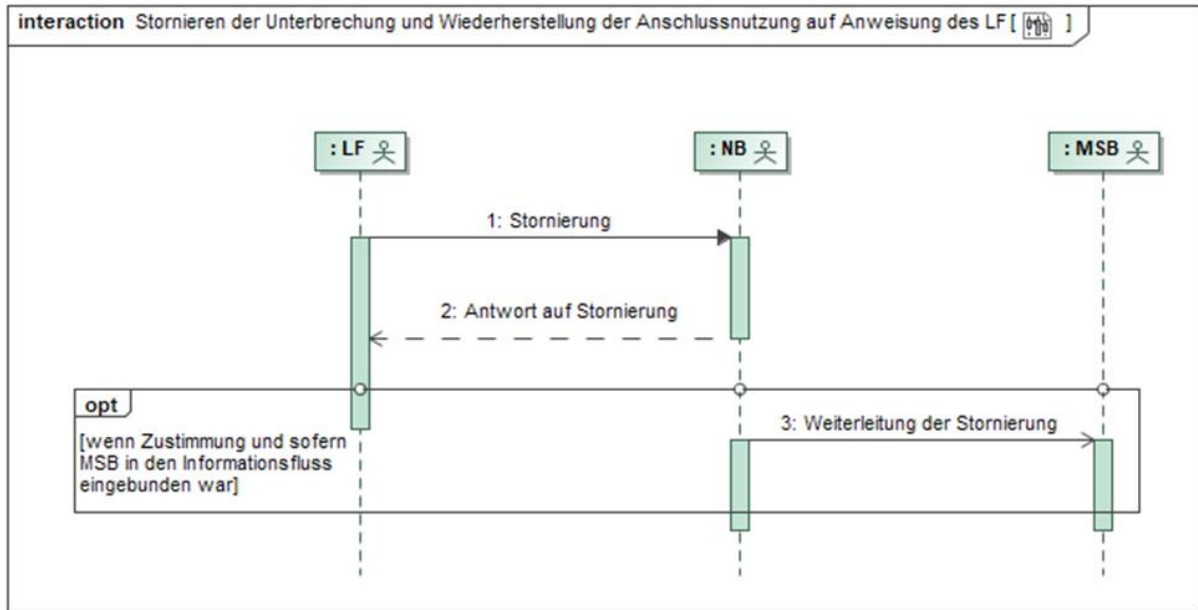 interaction Stornieren der Unterbrechung und Wiederherstellung der Anschlussnutzung auf Anweisung des LF [ ]
: LF
: NB
: MSB
1: Stornierung
2: Antwort auf Stornierung
opt
[wenn Zustimmung und sofern
MSB in den Informationsfluss
eingebunden war]
3: Weiterleitung der Stornierung